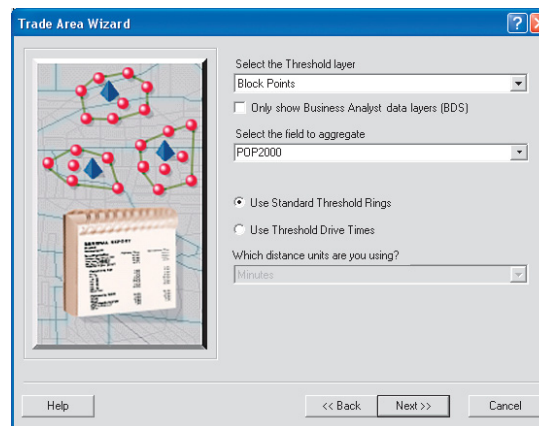 Trade Area Wizard
Select the Threshold layer
Block Points
Only show Business Analyst data layers (BDS)
Select the field to aggregate
POP2000
Use Standard Threshold Rings
Use Threshold Drive Times
Which distance units are you using?
Minutes
Help
<< Back
Next >>
Cancel